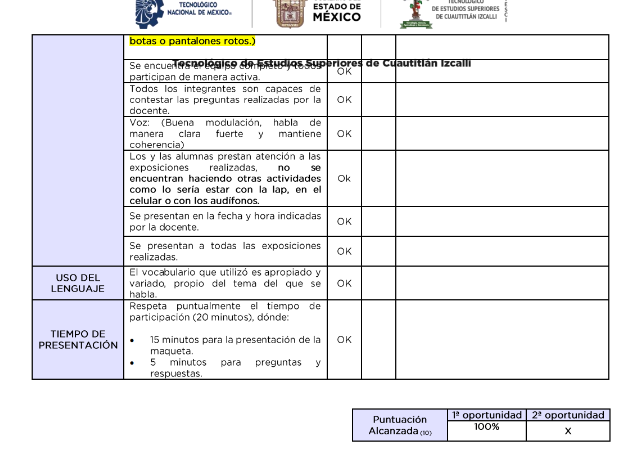 TECNOLÓGICO
NACIONAL DE MÉXICO
ESTADO DE
MÉXICO
TECNOLÓGICO
DE ESTUDIOS SUPERIORES
DE CUAUTITLÁN IZCALLI
botas o pantalones rotos.)
Tecnológico de Estudios Superiores de Cuautitlán Izcalli
Se encuentra el equipo completo y todos
participan de manera activa.
OK
Todos los integrantes son capaces de
contestar las preguntas realizadas por la
docente.
OK
Voz: (Buena modulación, habla de
manera clara fuerte y mantiene
coherencia)
OK
Los y las alumnas prestan atención a las
exposiciones realizadas, no se
encuentran haciendo otras actividades
como lo sería estar con la lap, en el
celular o con los audífonos.
Ok
Se presentan en la fecha y hora indicadas
por la docente.
OK
Se presentan a todas las exposiciones
realizadas.
OK
USO DEL
LENGUAJE
El vocabulario que utilizó es apropiado y
variado, propio del tema del que se
habla.
OK
TIEMPO DE
PRESENTACIÓN
Respeta puntualmente el tiempo de
participación (20 minutos), dónde:
• 15 minutos para la presentación de la
maqueta.
• 5 minutos para preguntas y
respuestas.
OK
Puntuación
Alcanzada (10)
1ª oportunidad 2ª oportunidad
100% X